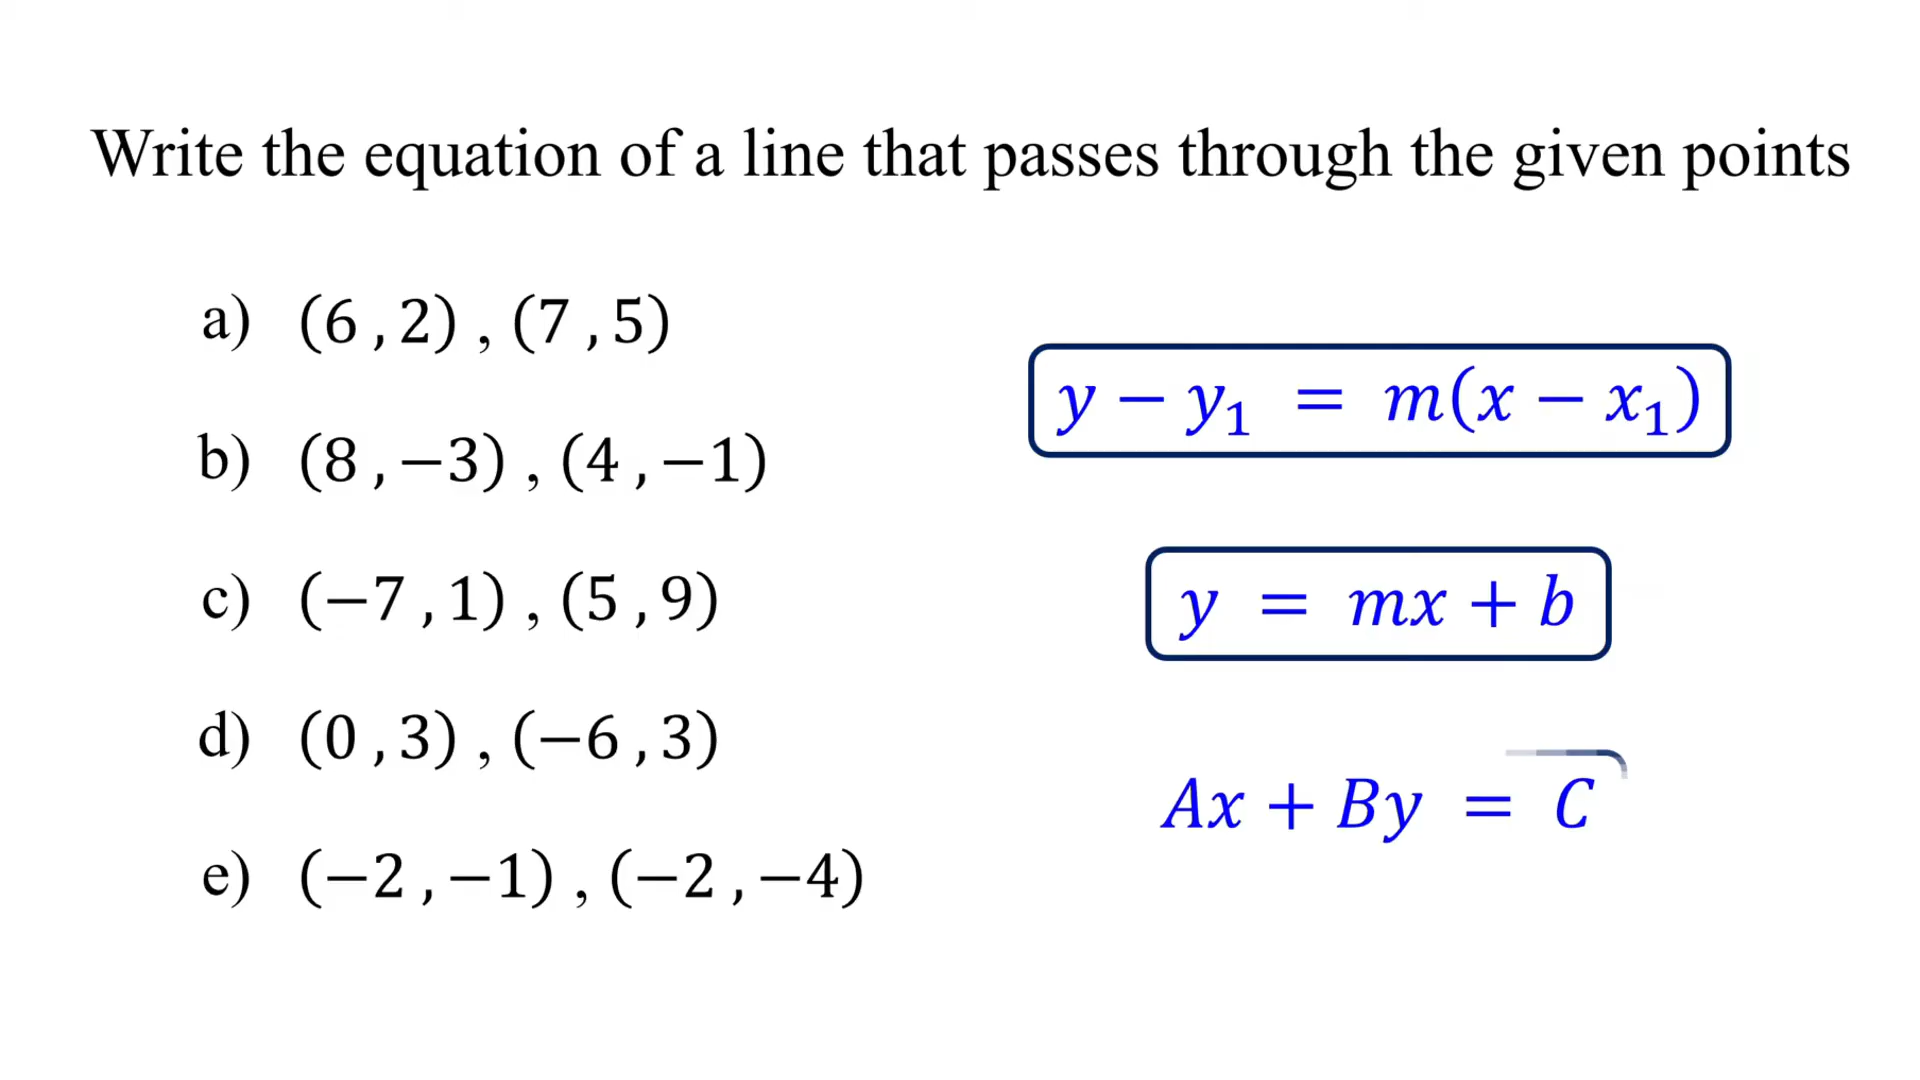 Write the equation of a line that passes through the given points
a) (6 , 2) , (7 , 5)
b) (8 , −3) , (4 , −1)
c) (−7 , 1) , (5 , 9)
d) (0 , 3) , (−6 , 3)
e) (−2 , −1) , (−2 , −4)
y − y₁ = m(x − x₁)
y = mx + b
Ax + By = C